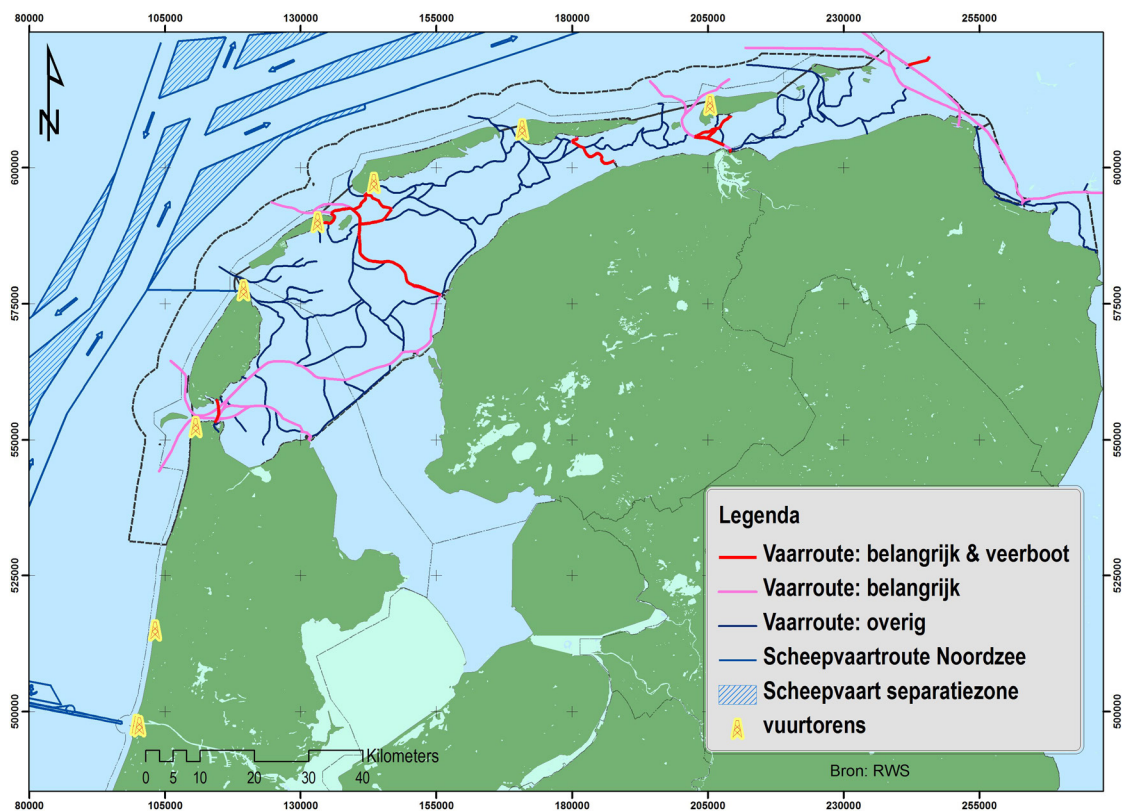 80000 105000 130000 155000 180000 205000 230000 255000
N
600000 600000
575000 575000
550000 550000
525000 525000
500000 500000
Legenda
Vaarroute: belangrijk & veerboot
Vaarroute: belangrijk
Vaarroute: overig
Scheepvaartroute Noordzee
Scheepvaart separatiezone
vuurtorens
Bron: RWS
Kilometers
0 5 10 20 30 40
80000 105000 130000 155000 180000 205000 230000 255000